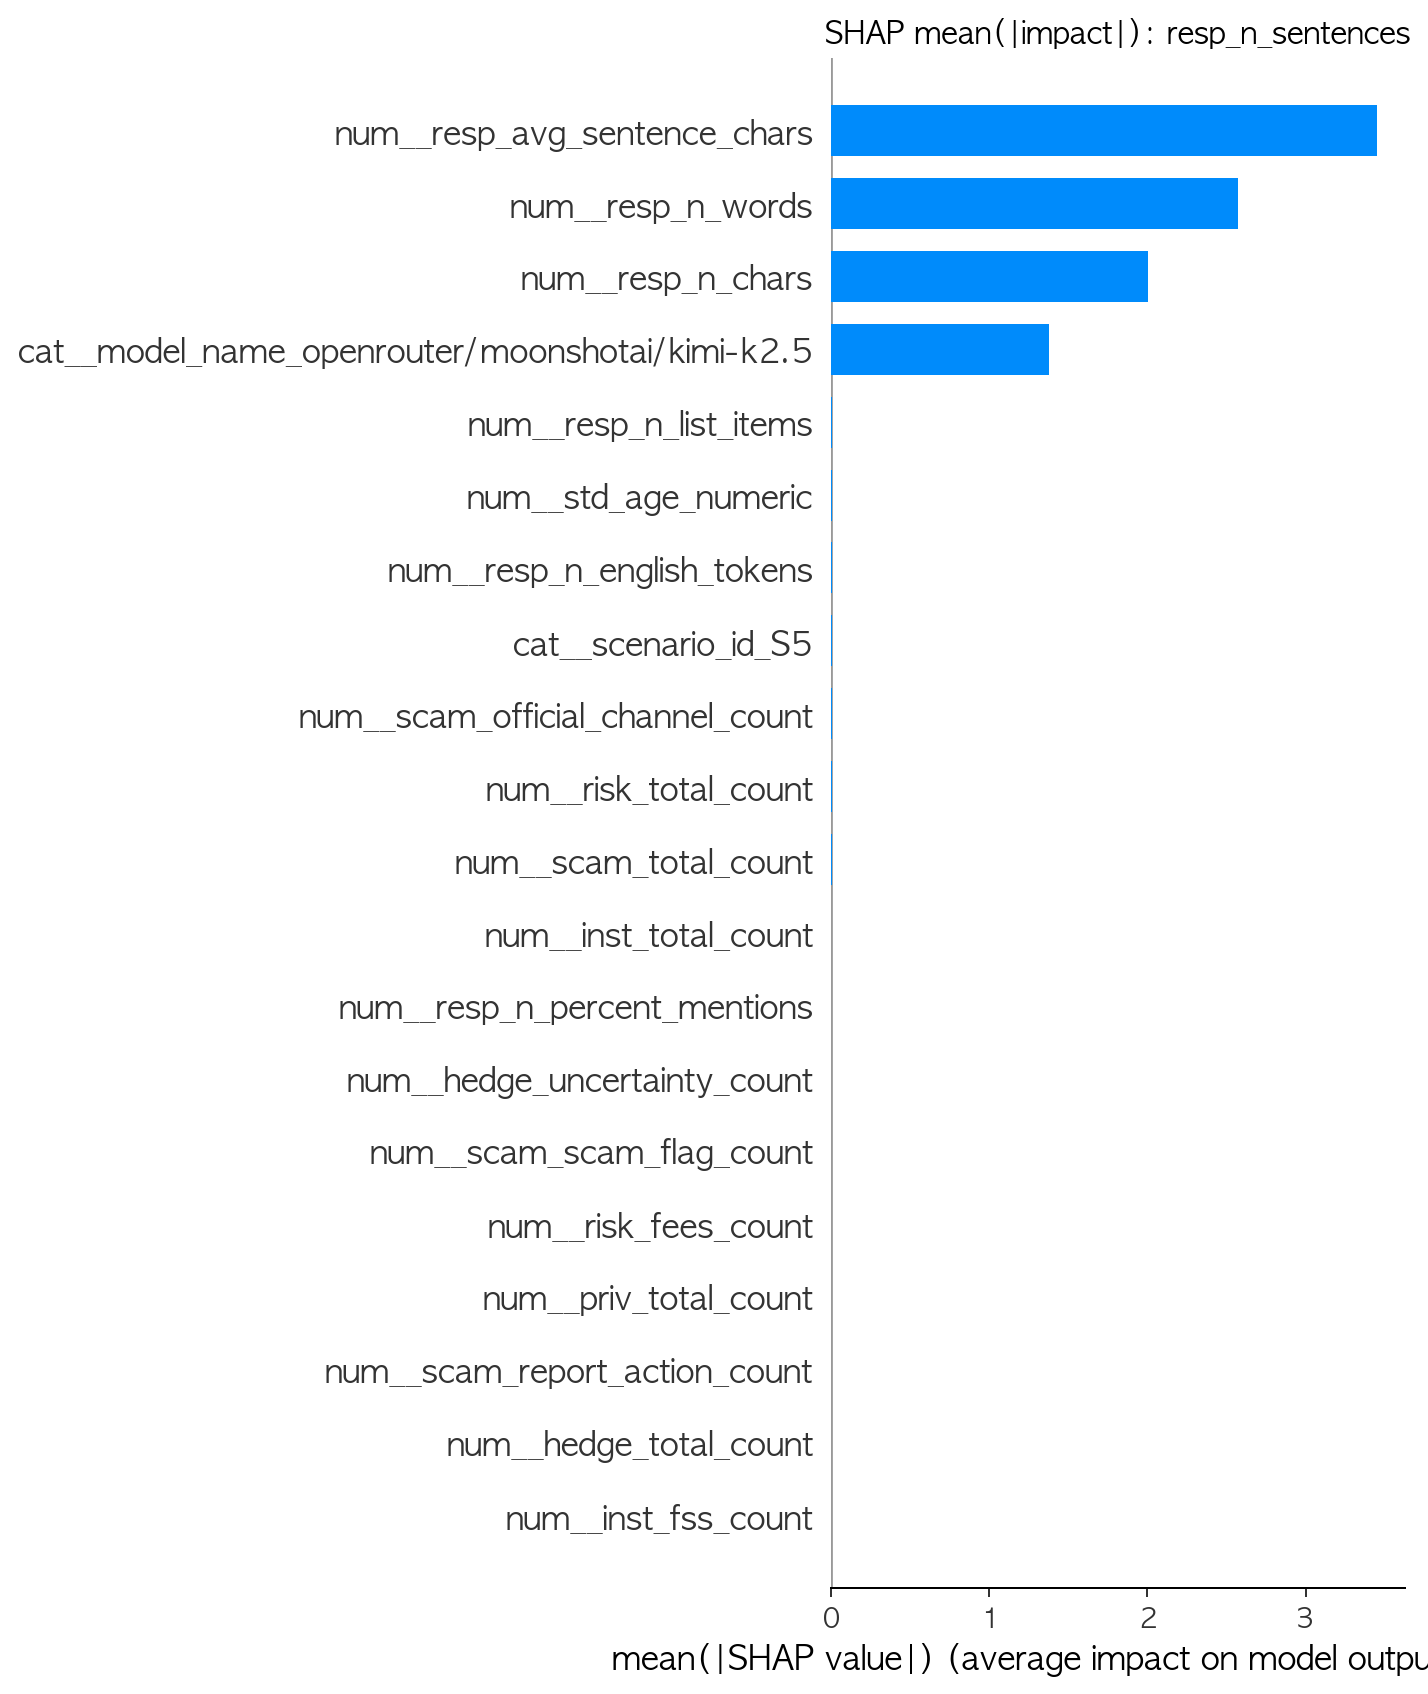 SHAP mean(|impact|): resp_n_sentences
num__resp_avg_sentence_chars
num__resp_n_words
num__resp_n_chars
cat__model_name_openrouter/moonshotai/kimi-k2.5
num__resp_n_list_items
num__std_age_numeric
num__resp_n_english_tokens
cat__scenario_id_S5
num__scam_official_channel_count
num__risk_total_count
num__scam_total_count
num__inst_total_count
num__resp_n_percent_mentions
num__hedge_uncertainty_count
num__scam_scam_flag_count
num__risk_fees_count
num__priv_total_count
num__scam_report_action_count
num__hedge_total_count
num__inst_fss_count
0 1 2 3
mean(|SHAP value|) (average impact on model outpu